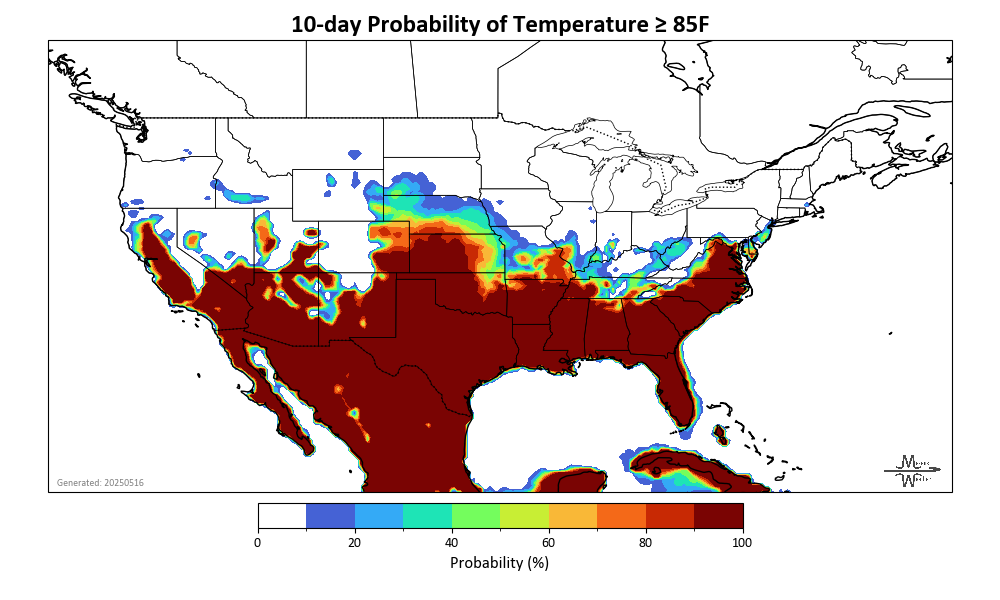 10-day Probability of Temperature ≥ 85F
Generated: 20250516
0 20 40 60 80 100
Probability (%)